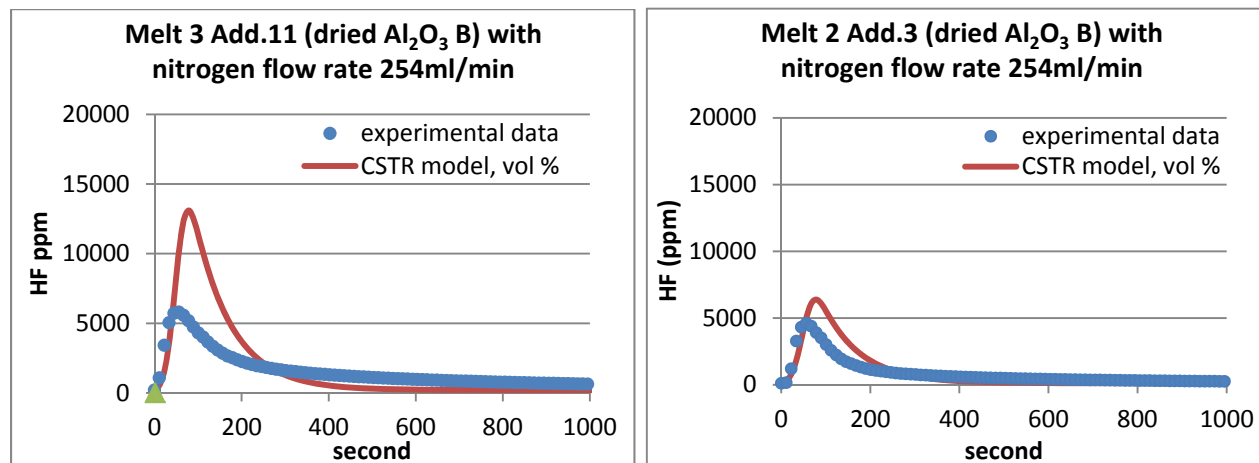 Melt 3 Add.11 (dried Al₂O₃ B) with
nitrogen flow rate 254ml/min
20000
15000
10000
5000
0
HF ppm
experimental data
CSTR model, vol %
0
200
400
600
800
1000
second
Melt 2 Add.3 (dried Al₂O₃ B) with
nitrogen flow rate 254ml/min
20000
15000
10000
5000
0
HF (ppm)
experimental data
CSTR model, vol %
0
200
400
600
800
1000
second